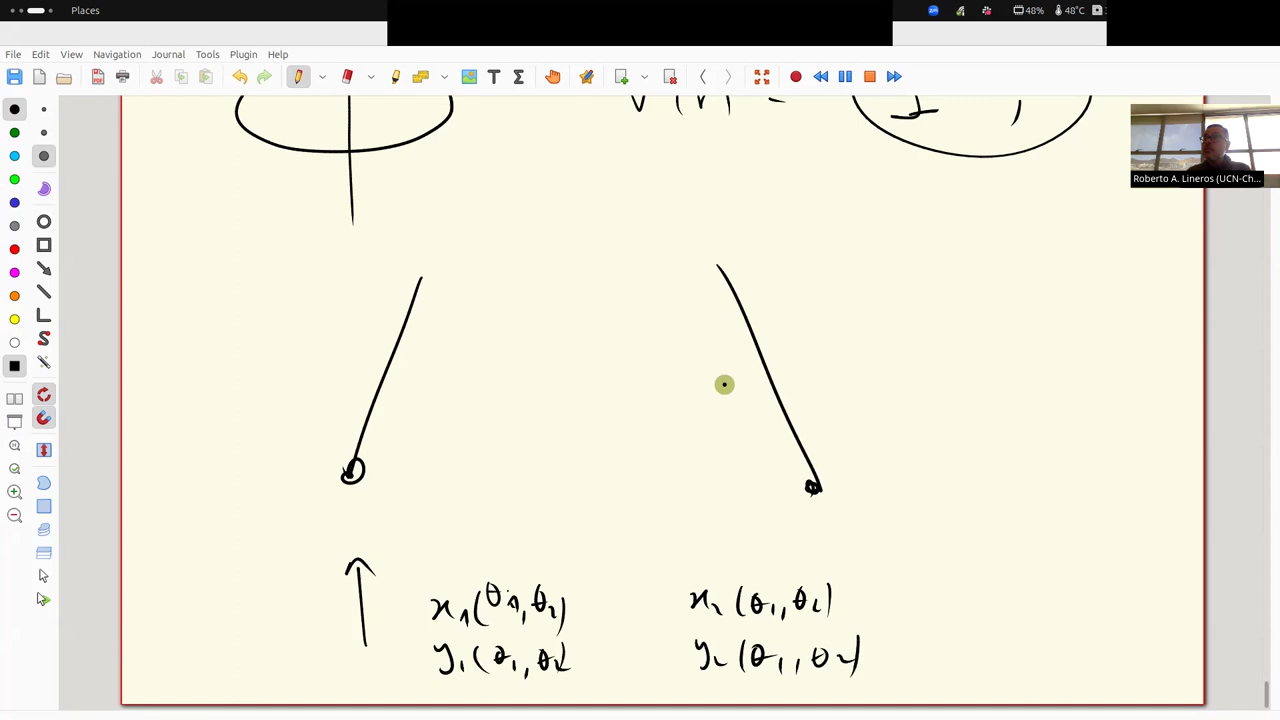 Places
48% 48°C
File Edit View Navigation Journal Tools Plugin Help
Roberto A. Lineros (UCN-Ch...
x₁(θ₁,θ₂) x₂(θ₁,θ₂)
y₁(θ₁,θ₂ y₂(θ₁,θ₂)